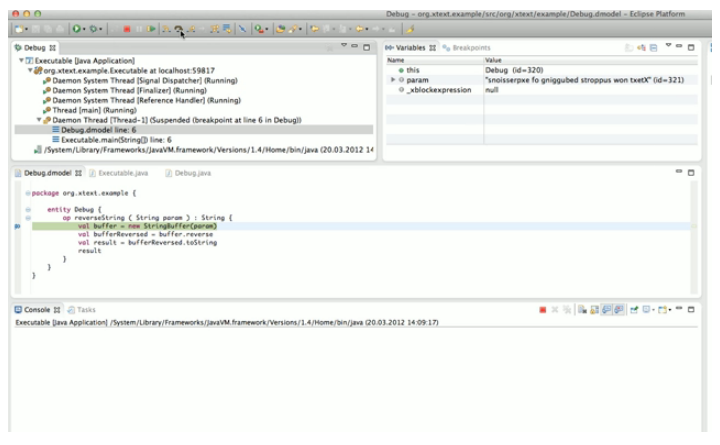 Debug - org.xtext.example/src/org/xtext/example/Debug.dmodel - Eclipse Platform
Debug
Executable [Java Application]
org.xtext.example.Executable at localhost:59817
Daemon System Thread [Signal Dispatcher] (Running)
Daemon System Thread [Finalizer] (Running)
Daemon System Thread [Reference Handler] (Running)
Thread [main] (Running)
Daemon Thread [Thread-1] (Suspended (breakpoint at line 6 in Debug))
Debug.dmodel line: 6
Executable.main(String[]) line: 6
/System/Library/Frameworks/JavaVM.framework/Versions/1.4/Home/bin/java (20.03.2012 14
Variables Breakpoints
Name Value
this Debug (id=320)
param "snoisserpxe fo gniggubed stroppus won txetX" (id=321)
_xblockexpression null
Debug.dmodel Executable.java Debug.java
package org.xtext.example {
entity Debug {
op reverseString ( String param ) : String {
val buffer = new StringBuffer(param)
val bufferReversed = buffer.reverse
val result = bufferReversed.toString
result
}
}
}
Console Tasks
Executable [Java Application] /System/Library/Frameworks/JavaVM.framework/Versions/1.4/Home/bin/java (20.03.2012 14:09:17)